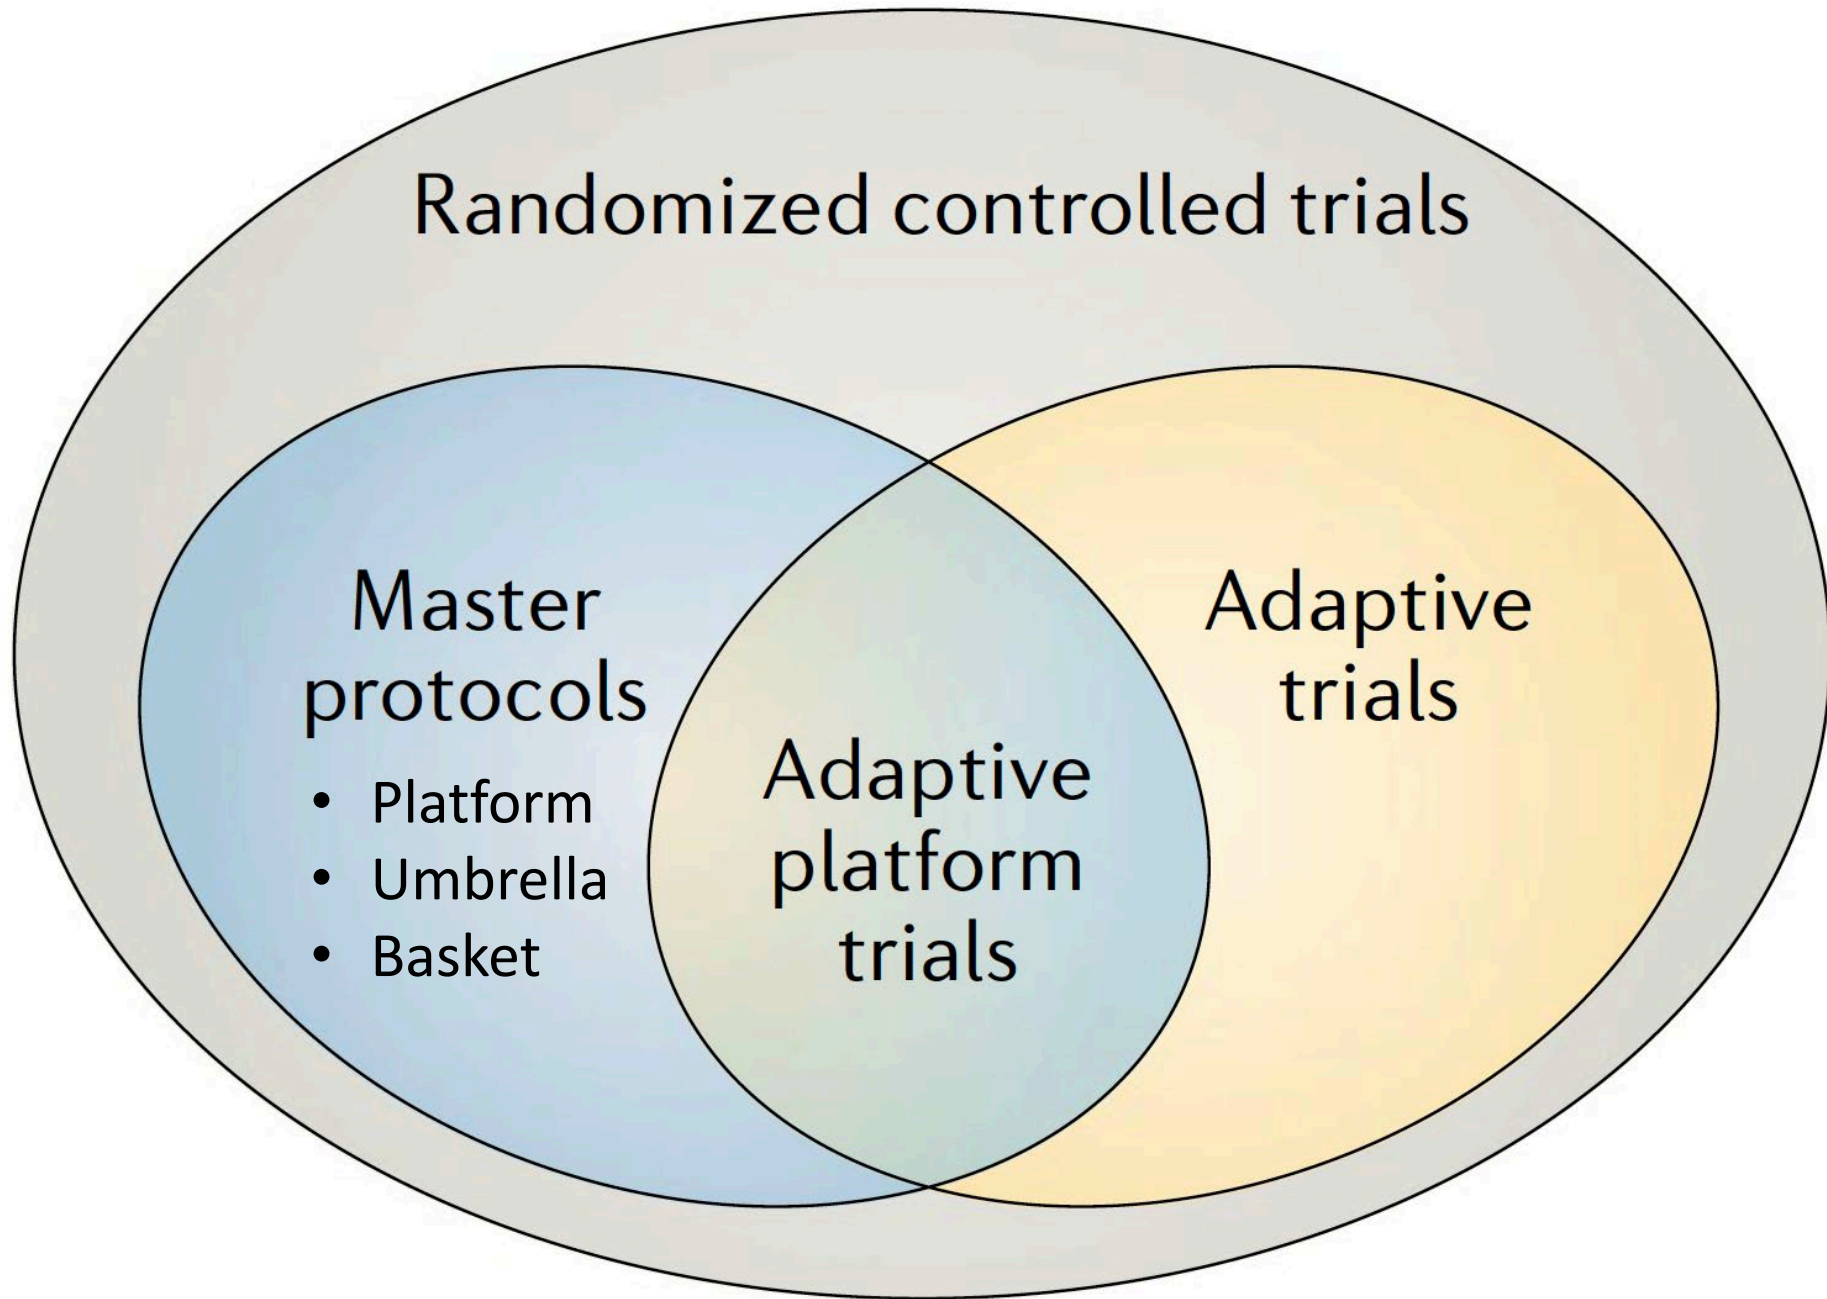 Randomized controlled trials
Master
protocols
• Platform
• Umbrella
• Basket
Adaptive
platform
trials
Adaptive
trials